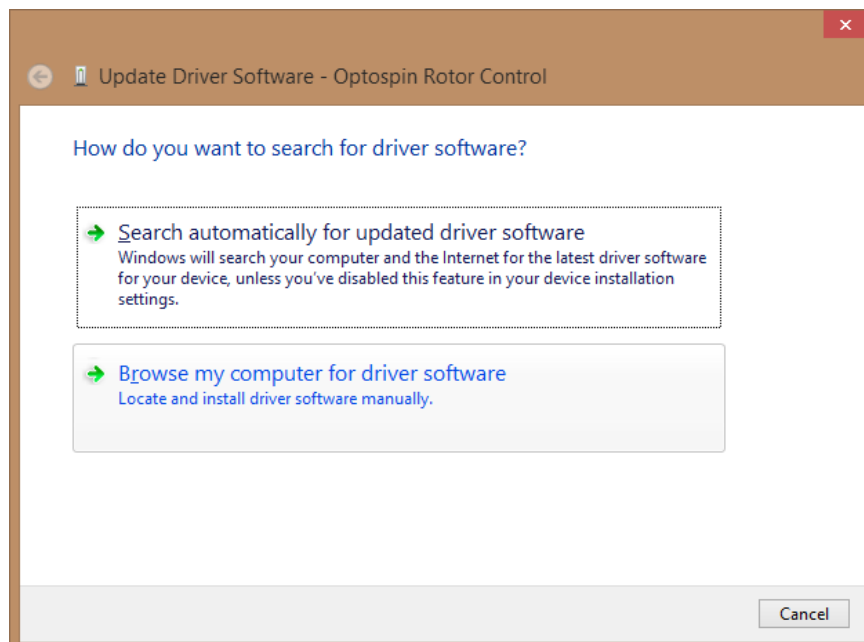 Update Driver Software - Optospin Rotor Control
How do you want to search for driver software?
Search automatically for updated driver software
Windows will search your computer and the Internet for the latest driver software
for your device, unless you've disabled this feature in your device installation
settings.
Browse my computer for driver software
Locate and install driver software manually.
Cancel